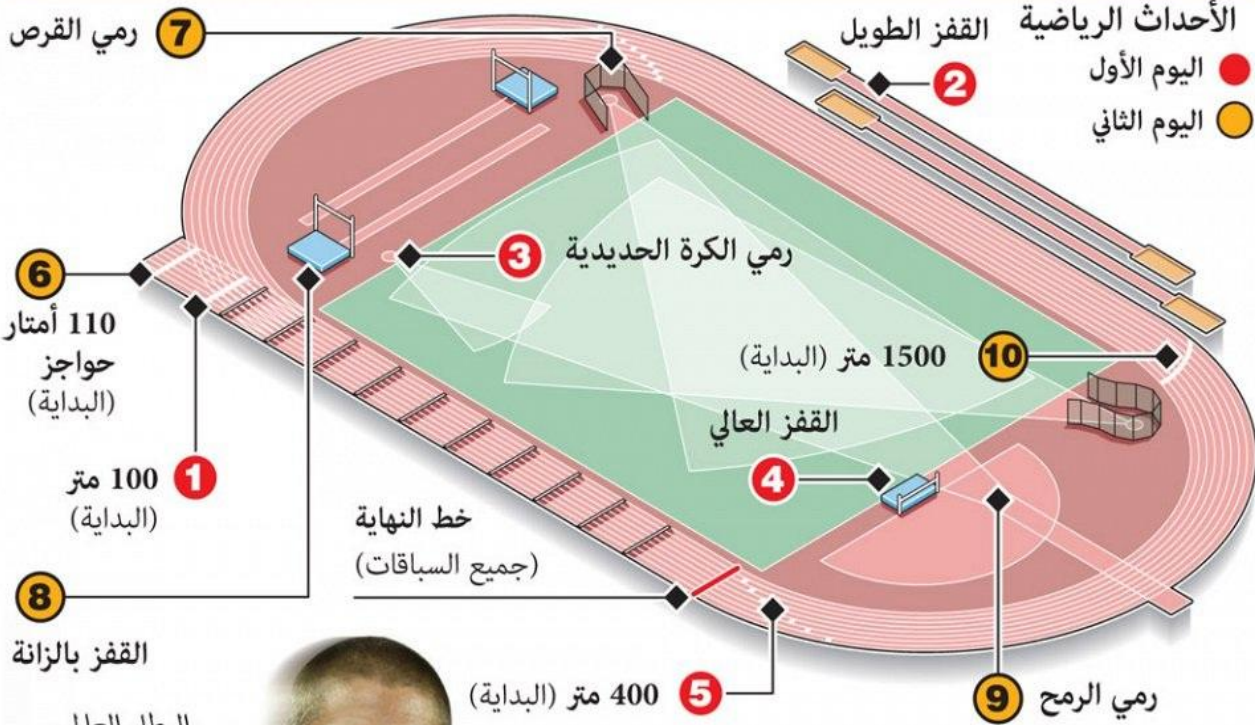 الأحداث الرياضية
اليوم الأول
اليوم الثاني
القفز الطويل
2
7 رمي القرص
3 رمي الكرة الحديدية
6
110 أمتار
حواجز
(البداية)
10 1500 متر (البداية)
القفز العالي
4
1 100 متر
(البداية)
خط النهاية
(جميع السباقات)
8
القفز بالزانة
5 400 متر (البداية)
9 رمي الرمح